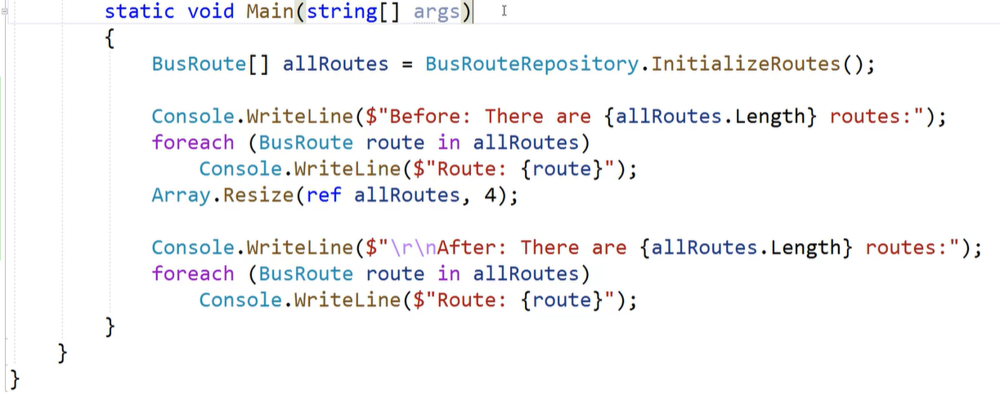 static void Main(string[] args)
{
BusRoute[] allRoutes = BusRouteRepository.InitializeRoutes();
Console.WriteLine($"Before: There are {allRoutes.Length} routes:");
foreach (BusRoute route in allRoutes)
Console.WriteLine($"Route: {route}");
Array.Resize(ref allRoutes, 4);
Console.WriteLine($"\r\nAfter: There are {allRoutes.Length} routes:");
foreach (BusRoute route in allRoutes)
Console.WriteLine($"Route: {route}");
}
}
}